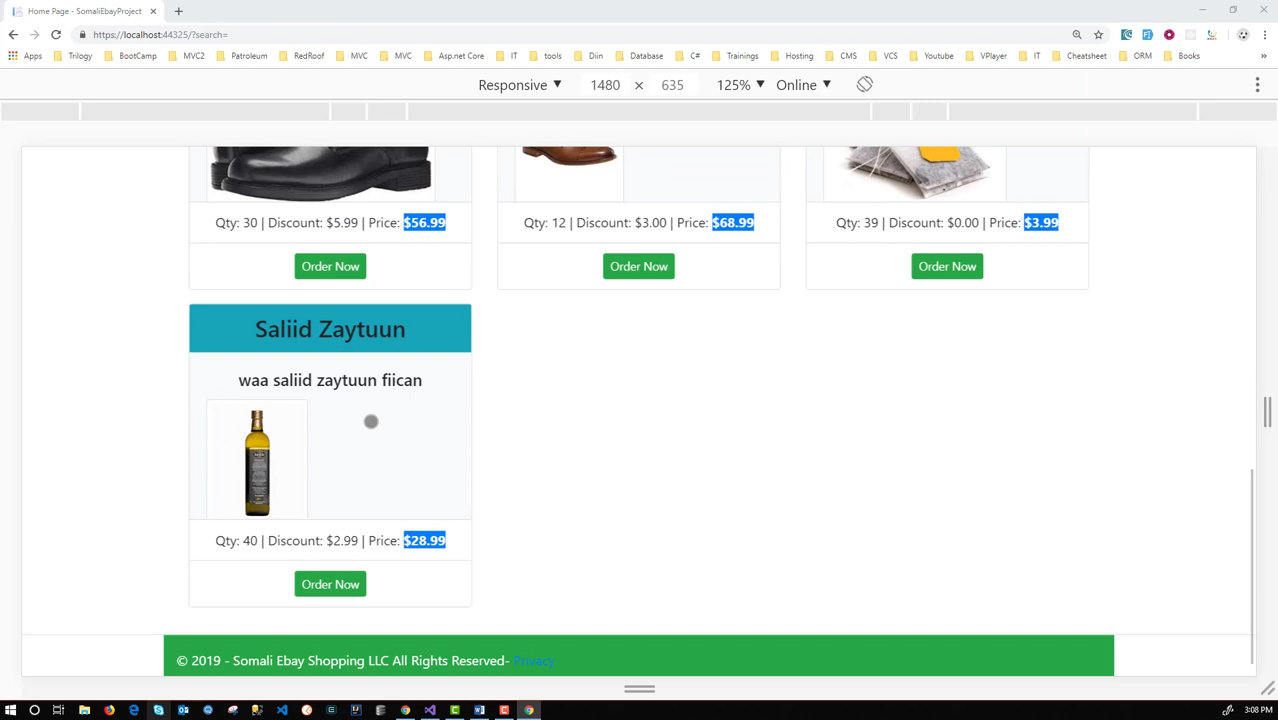 Home Page - SomaliEbayProject
https://localhost:44325/?search=
Apps Trilogy BootCamp MVC2 Patroleum RedRoof MVC MVC Asp.net Core IT tools Diin Database C# Trainings Hosting CMS VCS Youtube VPlayer IT Cheatsheet ORM Books »
Responsive ▼ 1480 × 635 125% ▼ Online ▼
Qty: 30 | Discount: $5.99 | Price: $56.99
Qty: 12 | Discount: $3.00 | Price: $68.99
Qty: 39 | Discount: $0.00 | Price: $3.99
Order Now
Order Now
Order Now
Saliid Zaytuun
waa saliid zaytuun fiican
Qty: 40 | Discount: $2.99 | Price: $28.99
Order Now
© 2019 - Somali Ebay Shopping LLC All Rights Reserved- Privacy
3:08 PM